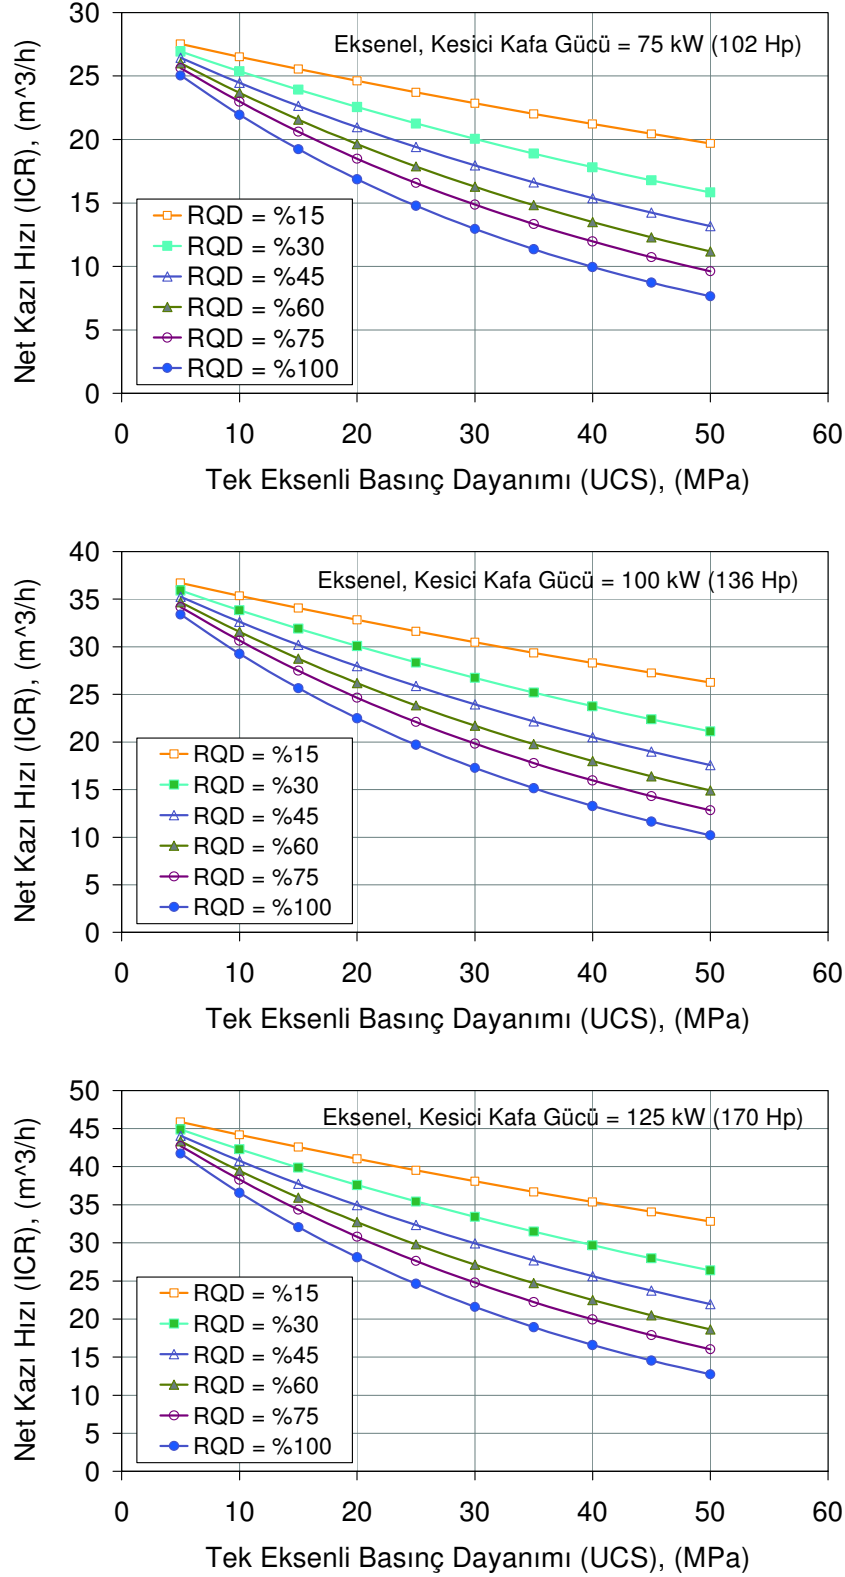 Eksenel, Kesici Kafa Gücü = 75 kW (102 Hp)
Net Kazı Hızı (ICR), (m^3/h)
30
25
20
15
10
5
0
RQD = %15
RQD = %30
RQD = %45
RQD = %60
RQD = %75
RQD = %100
0 10 20 30 40 50 60
Tek Eksenli Basınç Dayanımı (UCS), (MPa)
Eksenel, Kesici Kafa Gücü = 100 kW (136 Hp)
Net Kazı Hızı (ICR), (m^3/h)
40
35
30
25
20
15
10
5
0
RQD = %15
RQD = %30
RQD = %45
RQD = %60
RQD = %75
RQD = %100
0 10 20 30 40 50 60
Tek Eksenli Basınç Dayanımı (UCS), (MPa)
Eksenel, Kesici Kafa Gücü = 125 kW (170 Hp)
Net Kazı Hızı (ICR), (m^3/h)
50
45
40
35
30
25
20
15
10
5
0
RQD = %15
RQD = %30
RQD = %45
RQD = %60
RQD = %75
RQD = %100
0 10 20 30 40 50 60
Tek Eksenli Basınç Dayanımı (UCS), (MPa)